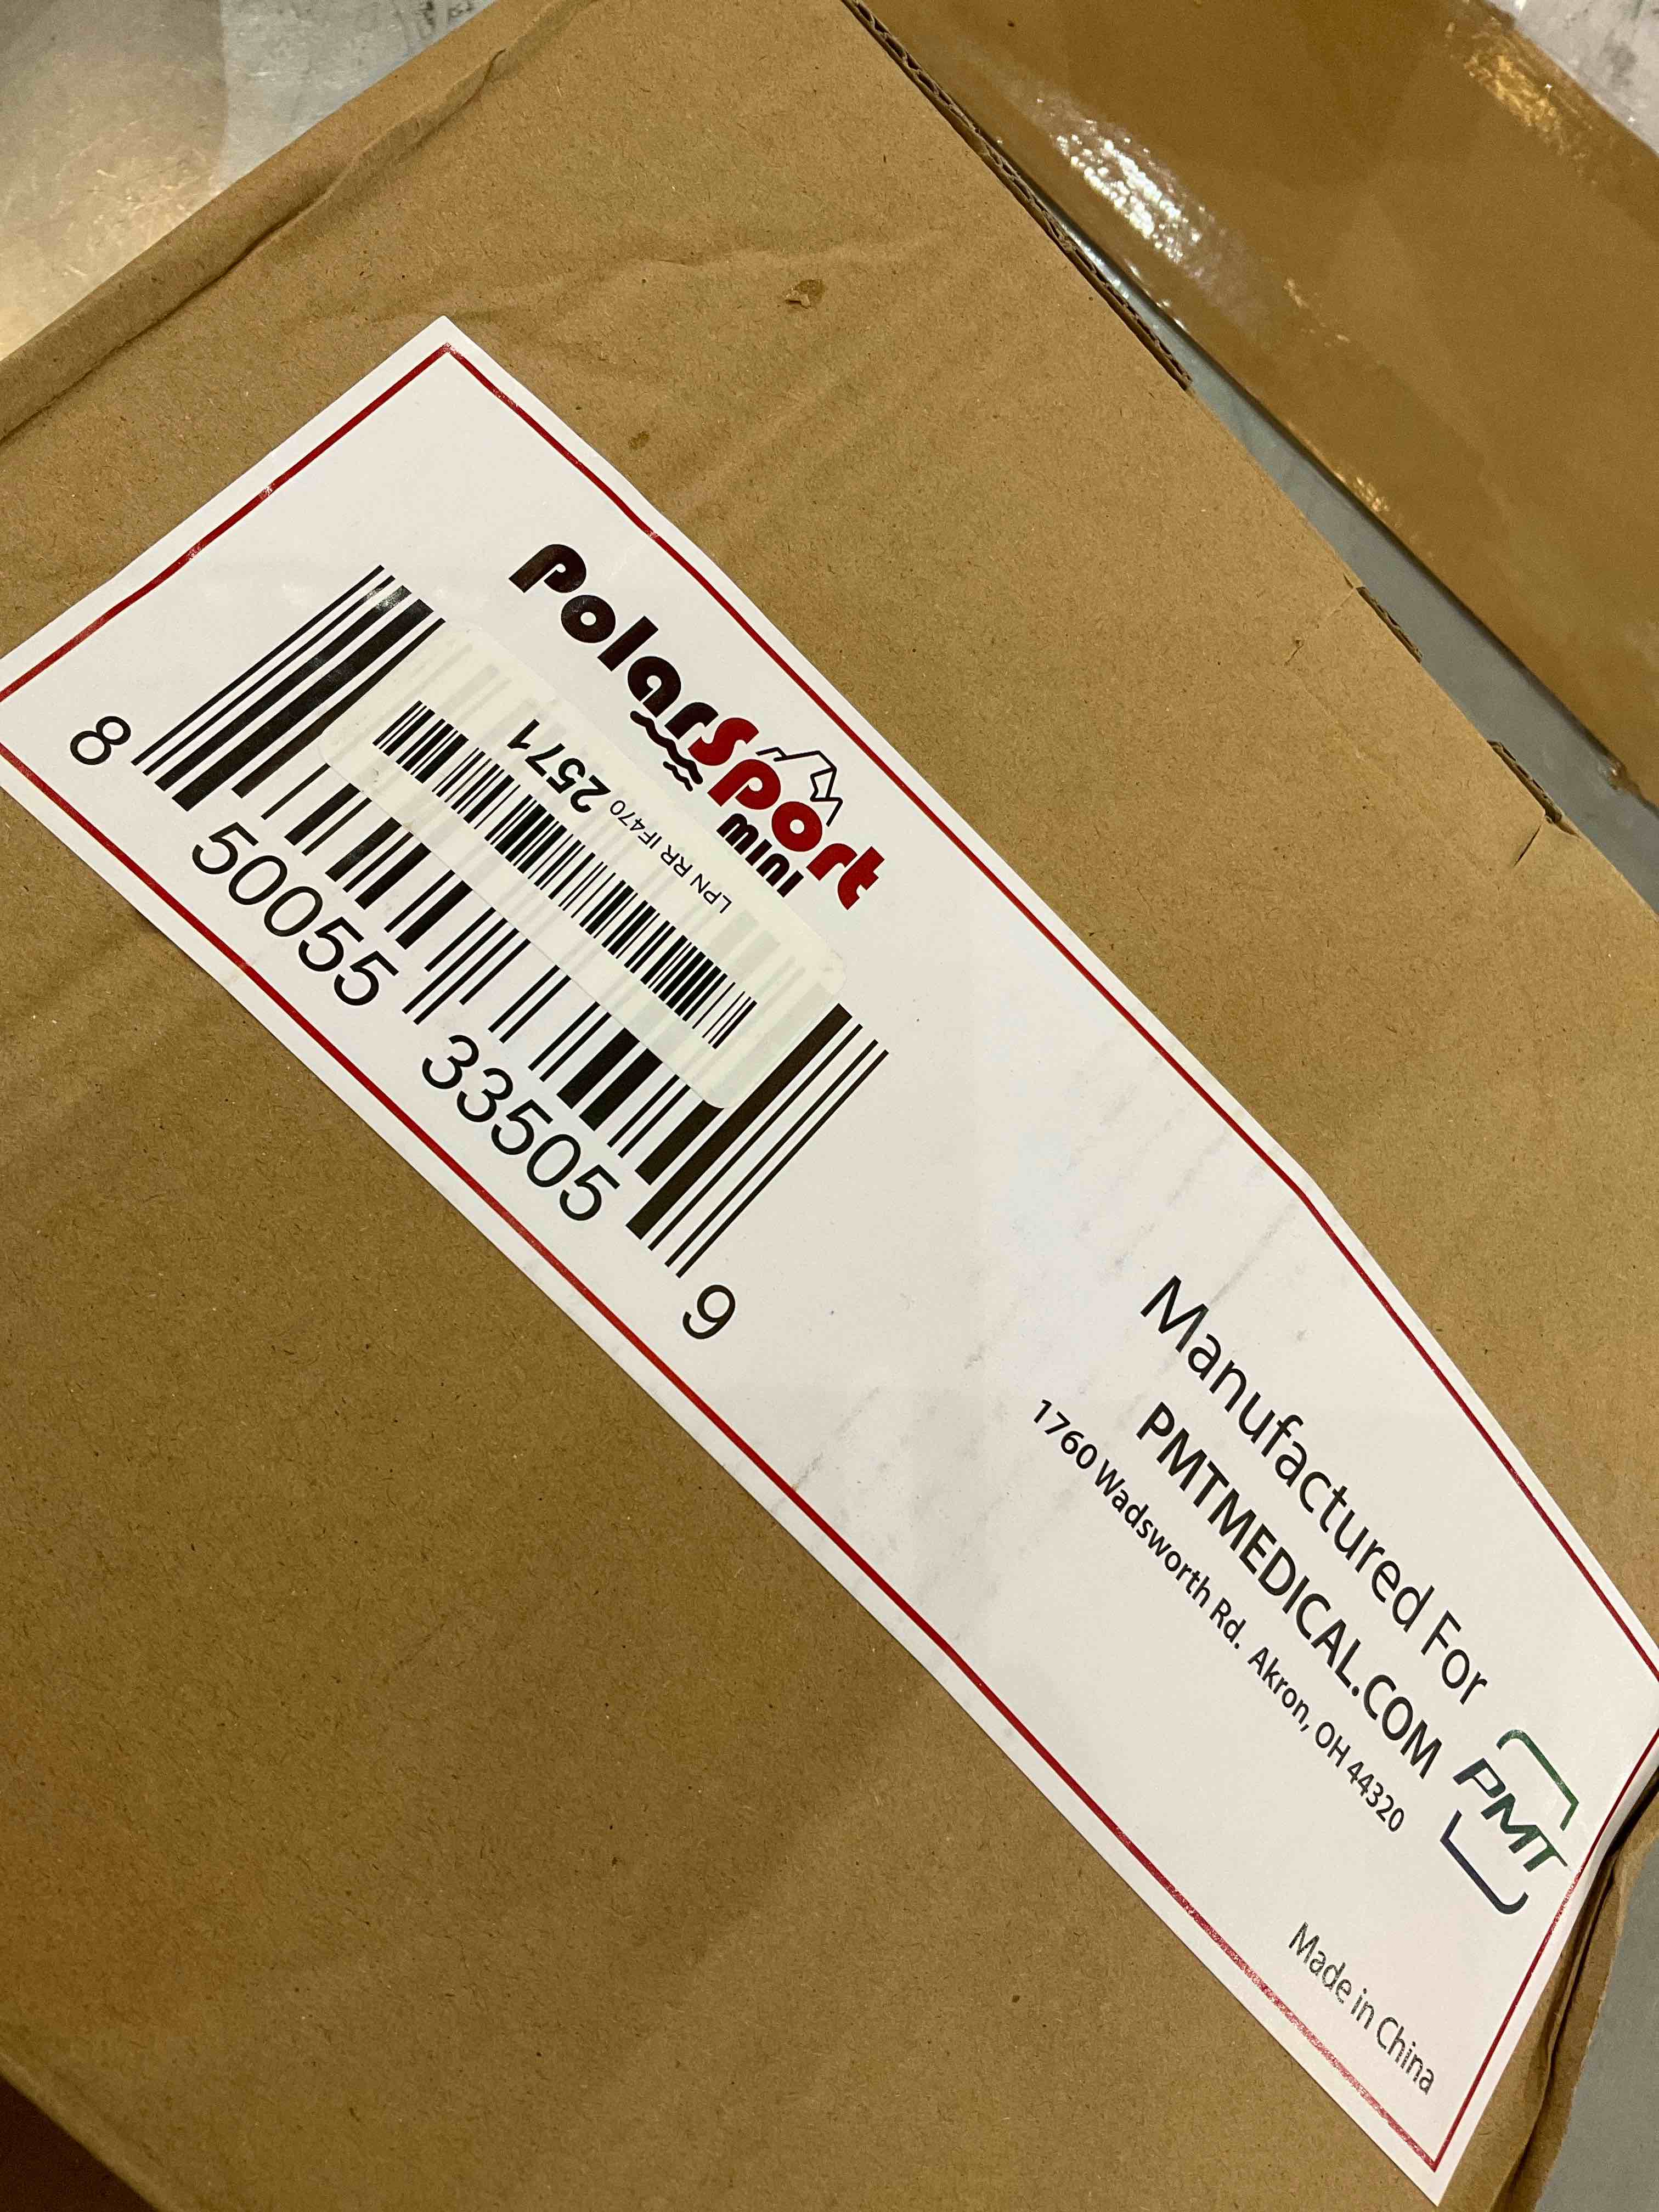 PolarSport
mini
LPN RR IF470 2571
8 50055 33505 9
Manufactured For
PMTMEDICAL.COM
1760 Wadsworth Rd. Akron, OH 44320
PMT
Made in China